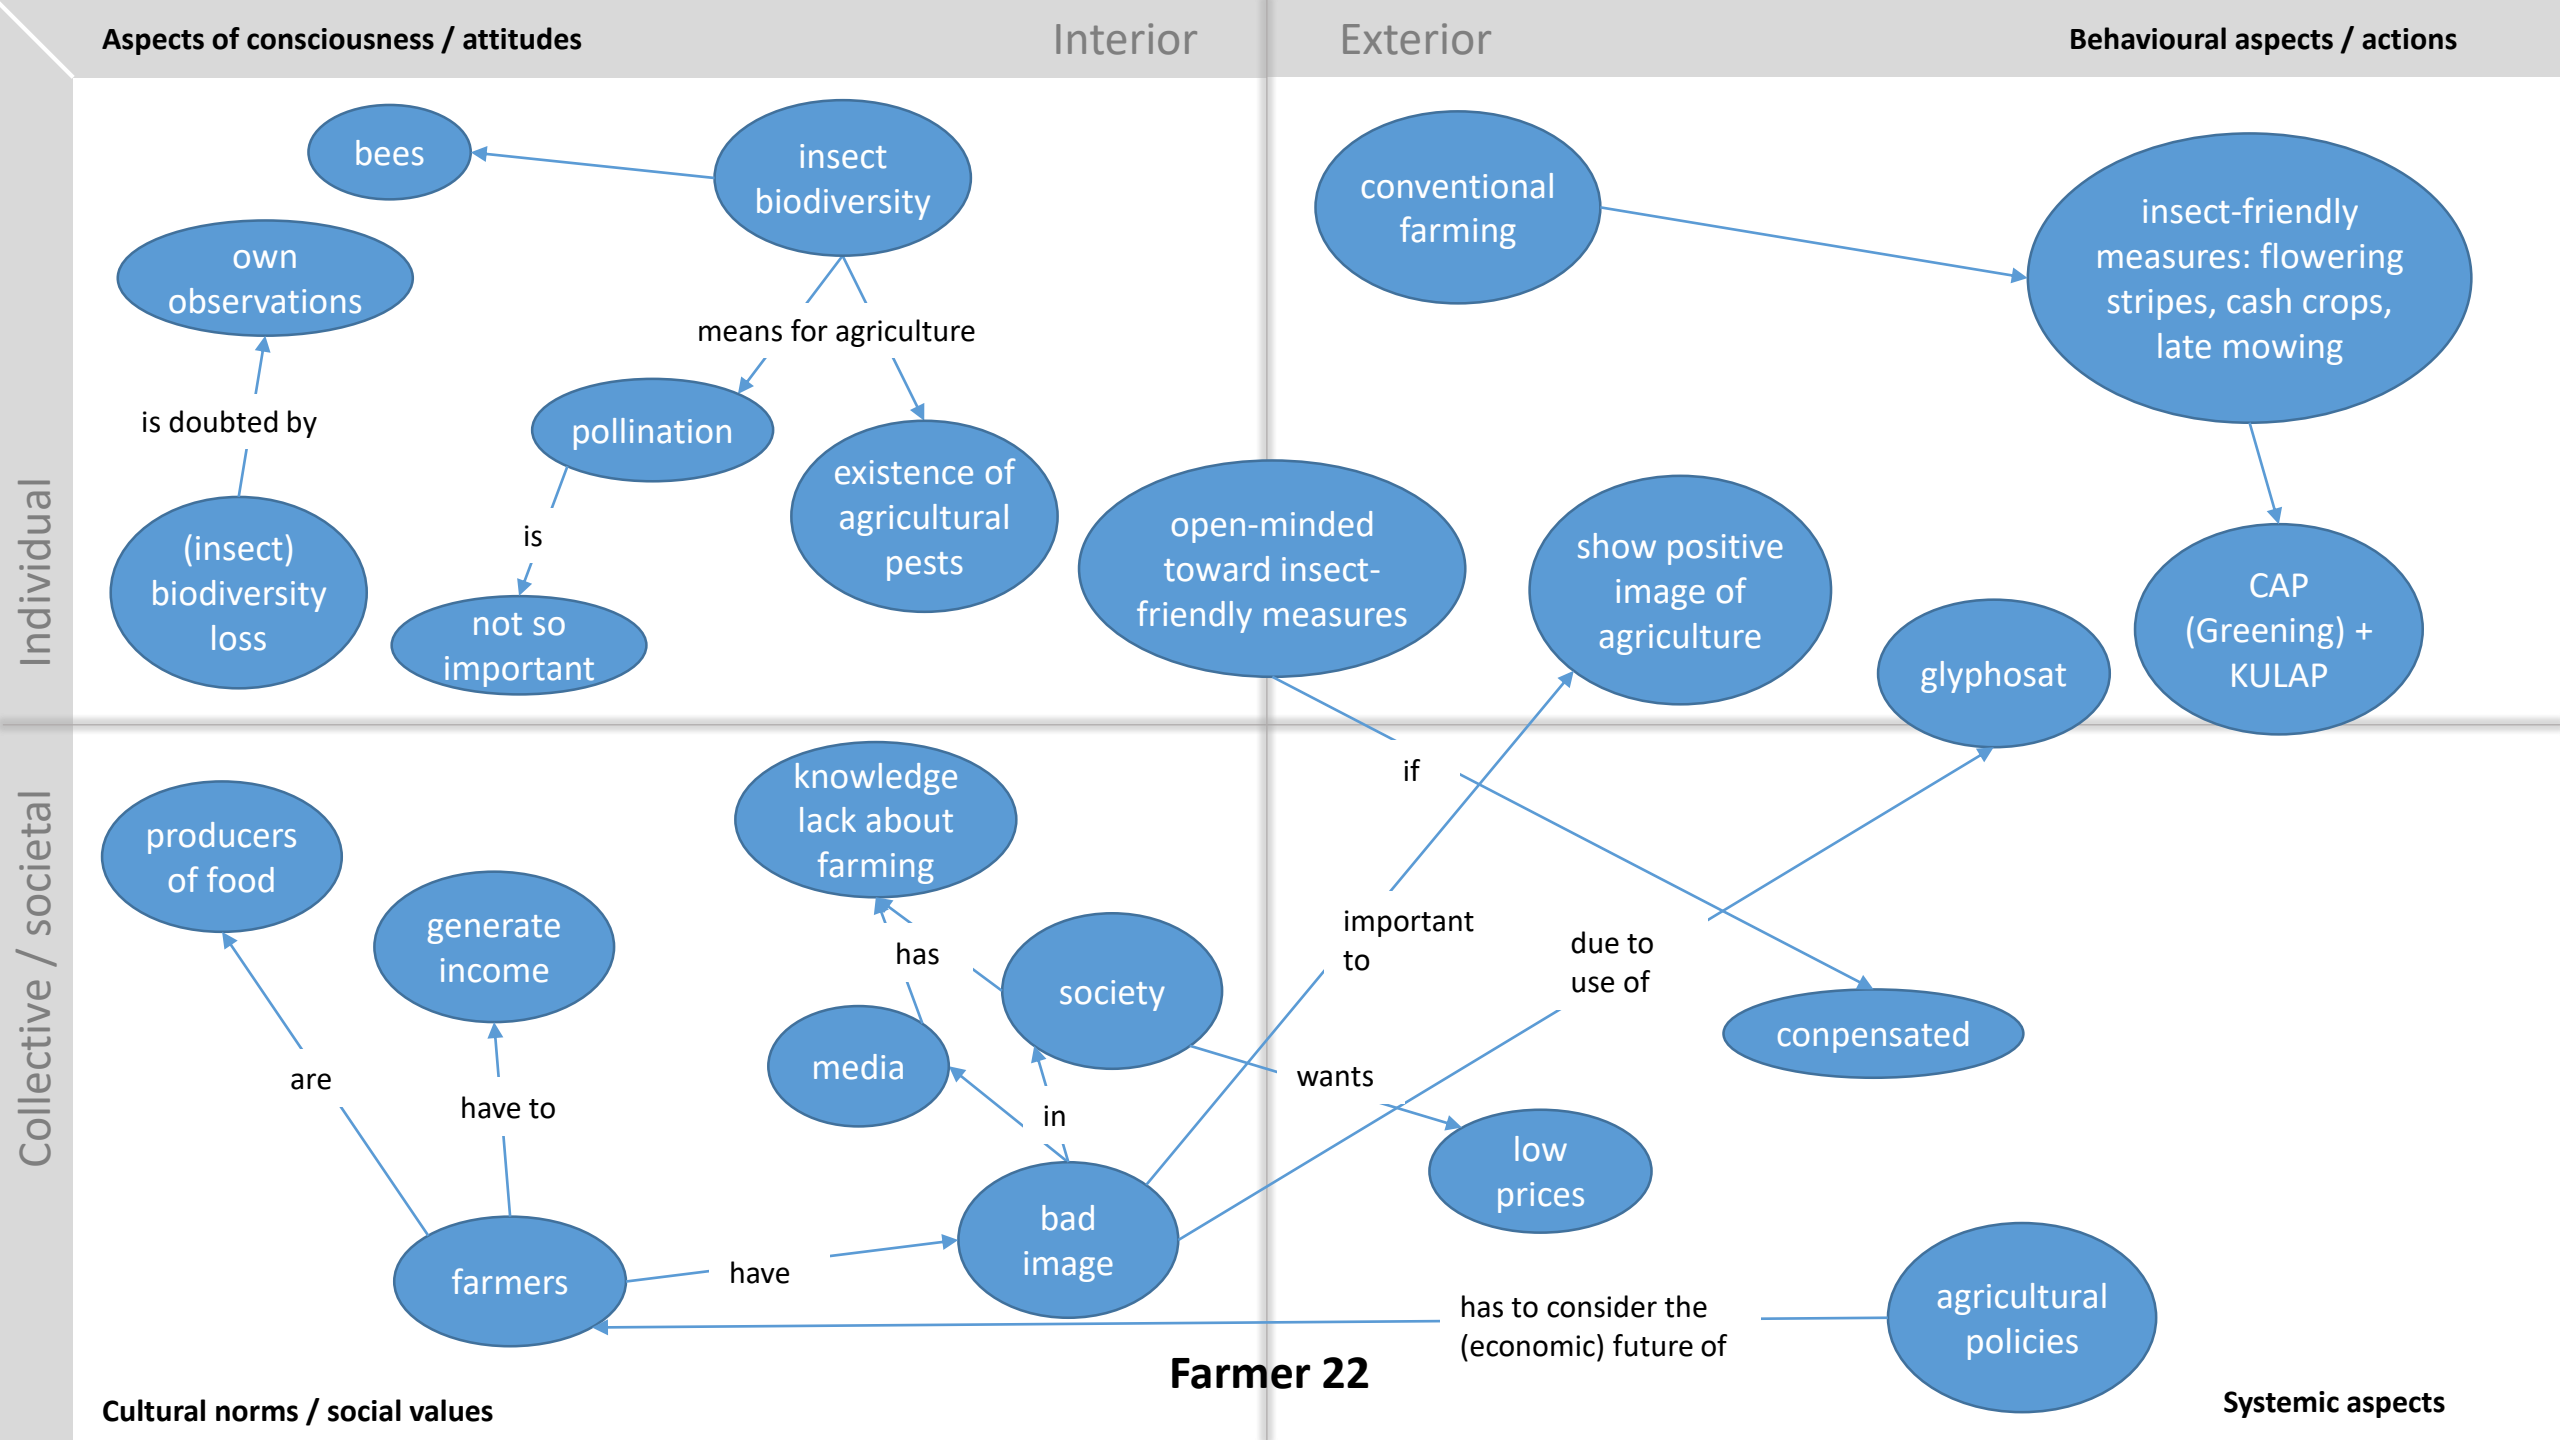 Aspects of consciousness / attitudes
Interior
Exterior
Behavioural aspects / actions
Individual
Collective / societal
bees
insect
biodiversity
own
observations
means for agriculture
is doubted by
pollination
existence of
agricultural
pests
is
(insect)
biodiversity
loss
not so
important
conventional
farming
insect-friendly
measures: flowering
stripes, cash crops,
late mowing
open-minded
toward insect-
friendly measures
show positive
image of
agriculture
glyphosat
CAP
(Greening) +
KULAP
producers
of food
generate
income
knowledge
lack about
farming
has
society
media
are
have to
in
farmers
have
bad
image
if
important
to
due to
use of
conpensated
wants
low
prices
has to consider the
(economic) future of
agricultural
policies
Farmer 22
Cultural norms / social values
Systemic aspects